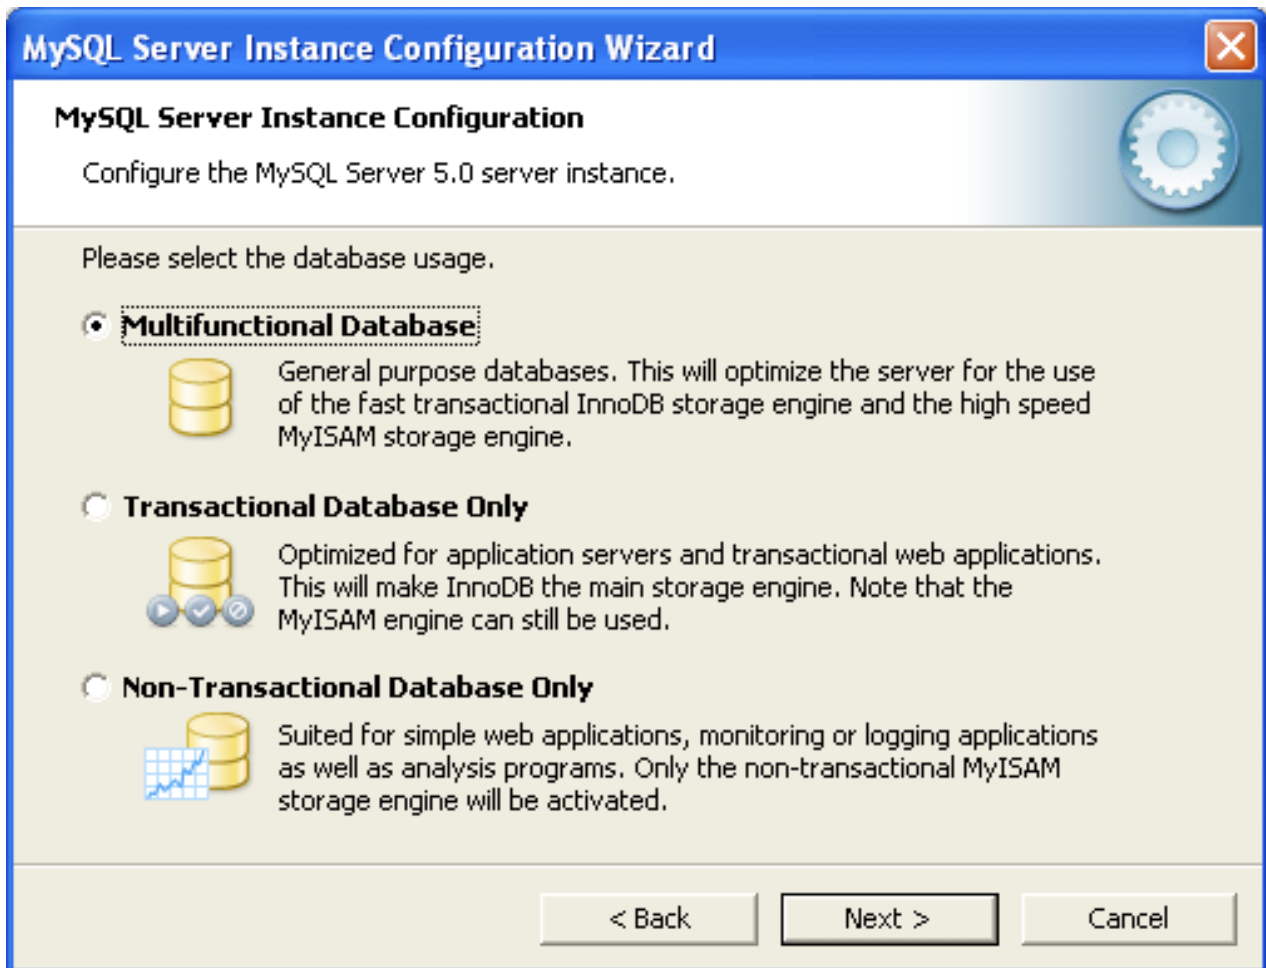 MySQL Server Instance Configuration Wizard
MySQL Server Instance Configuration
Configure the MySQL Server 5.0 server instance.
Please select the database usage.
Multifunctional Database
General purpose databases. This will optimize the server for the use
of the fast transactional InnoDB storage engine and the high speed
MyISAM storage engine.
Transactional Database Only
Optimized for application servers and transactional web applications.
This will make InnoDB the main storage engine. Note that the
MyISAM engine can still be used.
Non-Transactional Database Only
Suited for simple web applications, monitoring or logging applications
as well as analysis programs. Only the non-transactional MyISAM
storage engine will be activated.
< Back
Next >
Cancel